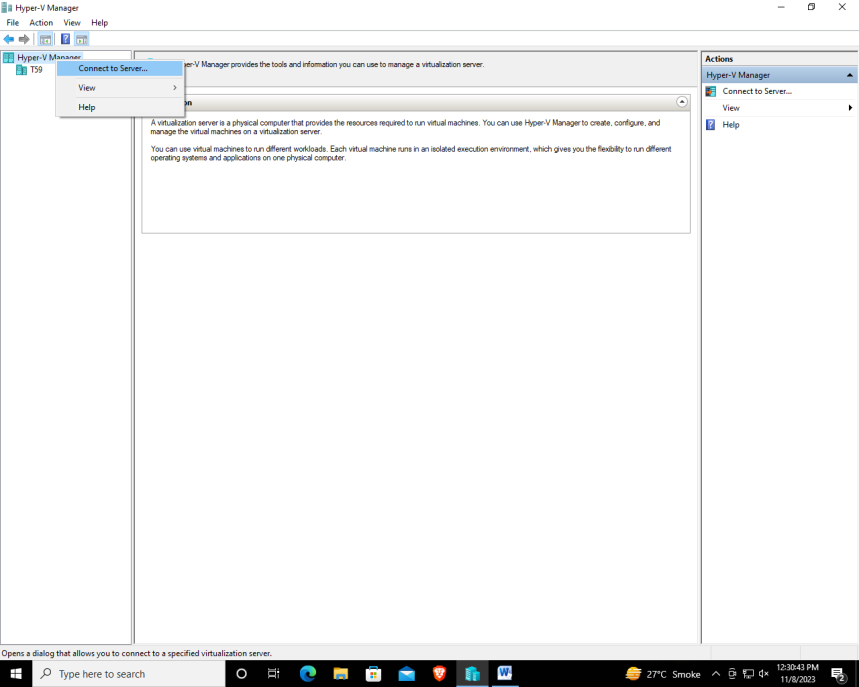 Hyper-V Manager
File Action View Help
Hyper-V Manager
T59
Connect to Server...
View
Help
er-V Manager provides the tools and information you can use to manage a virtualization server.
on
A virtualization server is a physical computer that provides the resources required to run virtual machines. You can use Hyper-V Manager to create, configure, and
manage the virtual machines on a virtualization server.
You can use virtual machines to run different workloads. Each virtual machine runs in an isolated execution environment, which gives you the flexibility to run different
operating systems and applications on one physical computer.
Actions
Hyper-V Manager
Connect to Server...
View
Help
Opens a dialog that allows you to connect to a specified virtualization server.
Type here to search
27°C Smoke
12:30:43 PM
11/8/2023
2